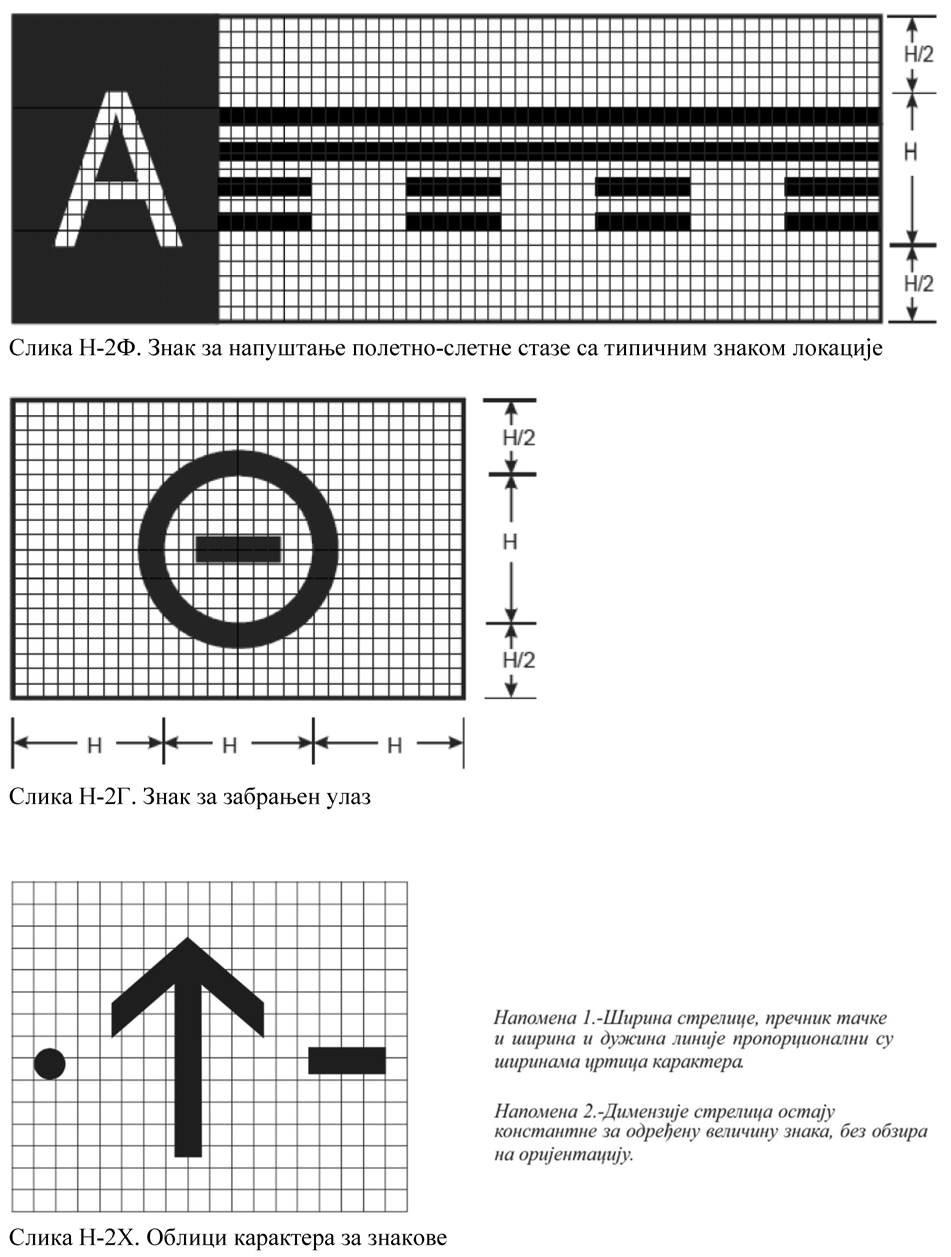 A
H/2
H
H/2
Слика Н-2Ф. Знак за напуштање полетно-слетне стазе са типичним знаком локације
H/2
H
H/2
H H H
Слика Н-2Г. Знак за забрањен улаз
Напомена 1.-Ширина стрелице, пречник тачке
и ширина и дужина линије пропорционални су
ширинама цртица карактера.
Напомена 2.-Димензије стрелица остају
константне за одређену величину знака, без обзира
на оријентацију.
Слика Н-2Х. Облици карактера за знакове